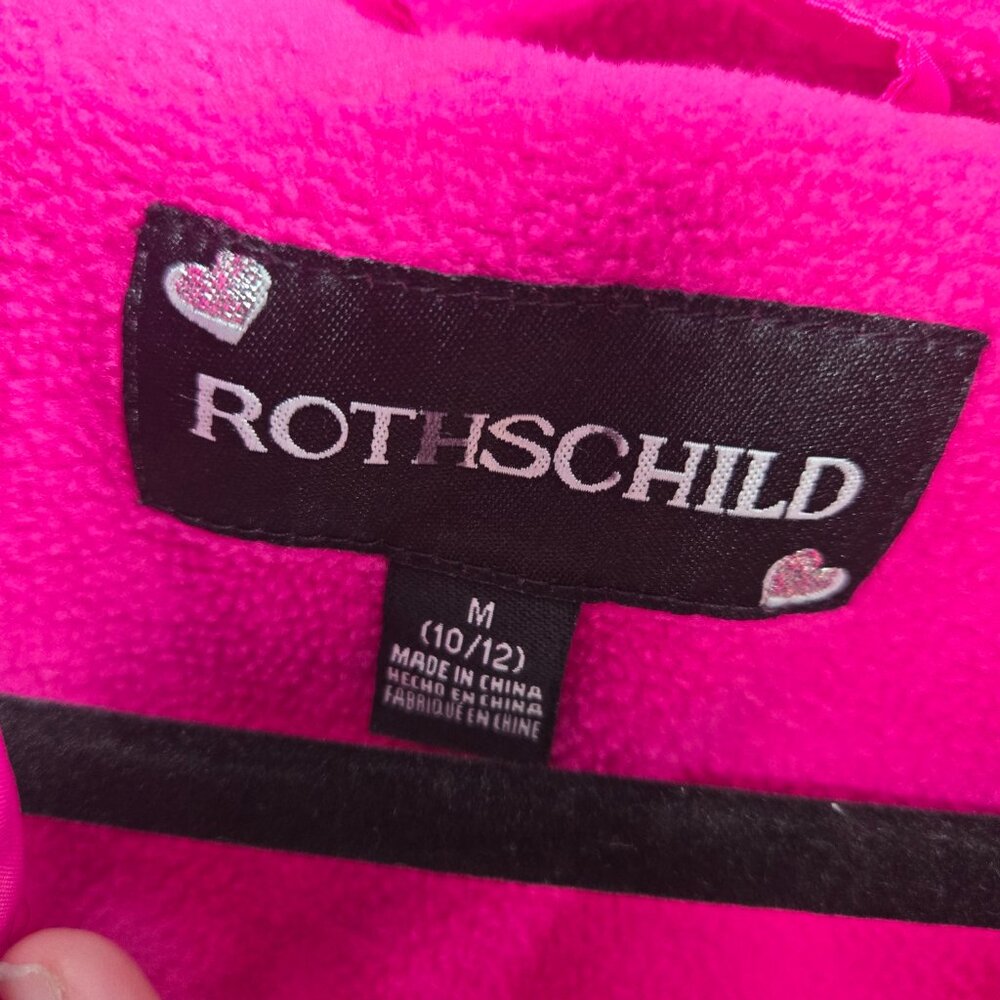 ROTHSCHILD
M
(10/12)
MADE IN CHINA
HECHO EN CHINA
FABRIQUE EN CHINE